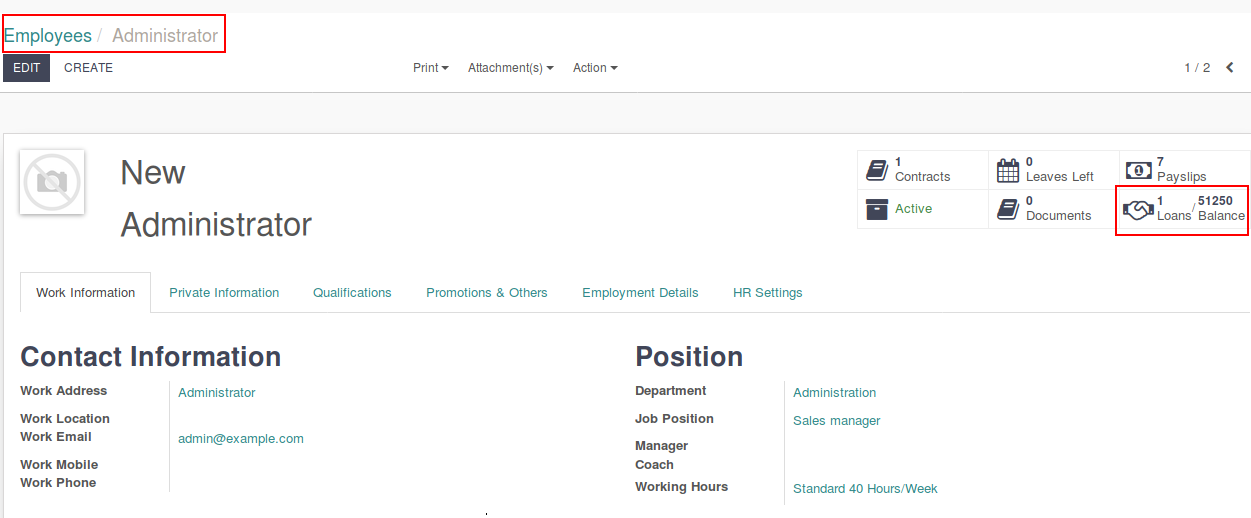 Employees / Administrator
EDIT CREATE Print Attachment(s) Action 1 / 2
New
Administrator
1 Contracts
0 Leaves Left
7 Payslips
Active
0 Documents
1 Loans / 51250 Balance
Work Information Private Information Qualifications Promotions & Others Employment Details HR Settings
Contact Information
Work Address Administrator
Work Location
Work Email admin@example.com
Work Mobile
Work Phone
Position
Department Administration
Job Position Sales manager
Manager
Coach
Working Hours Standard 40 Hours/Week